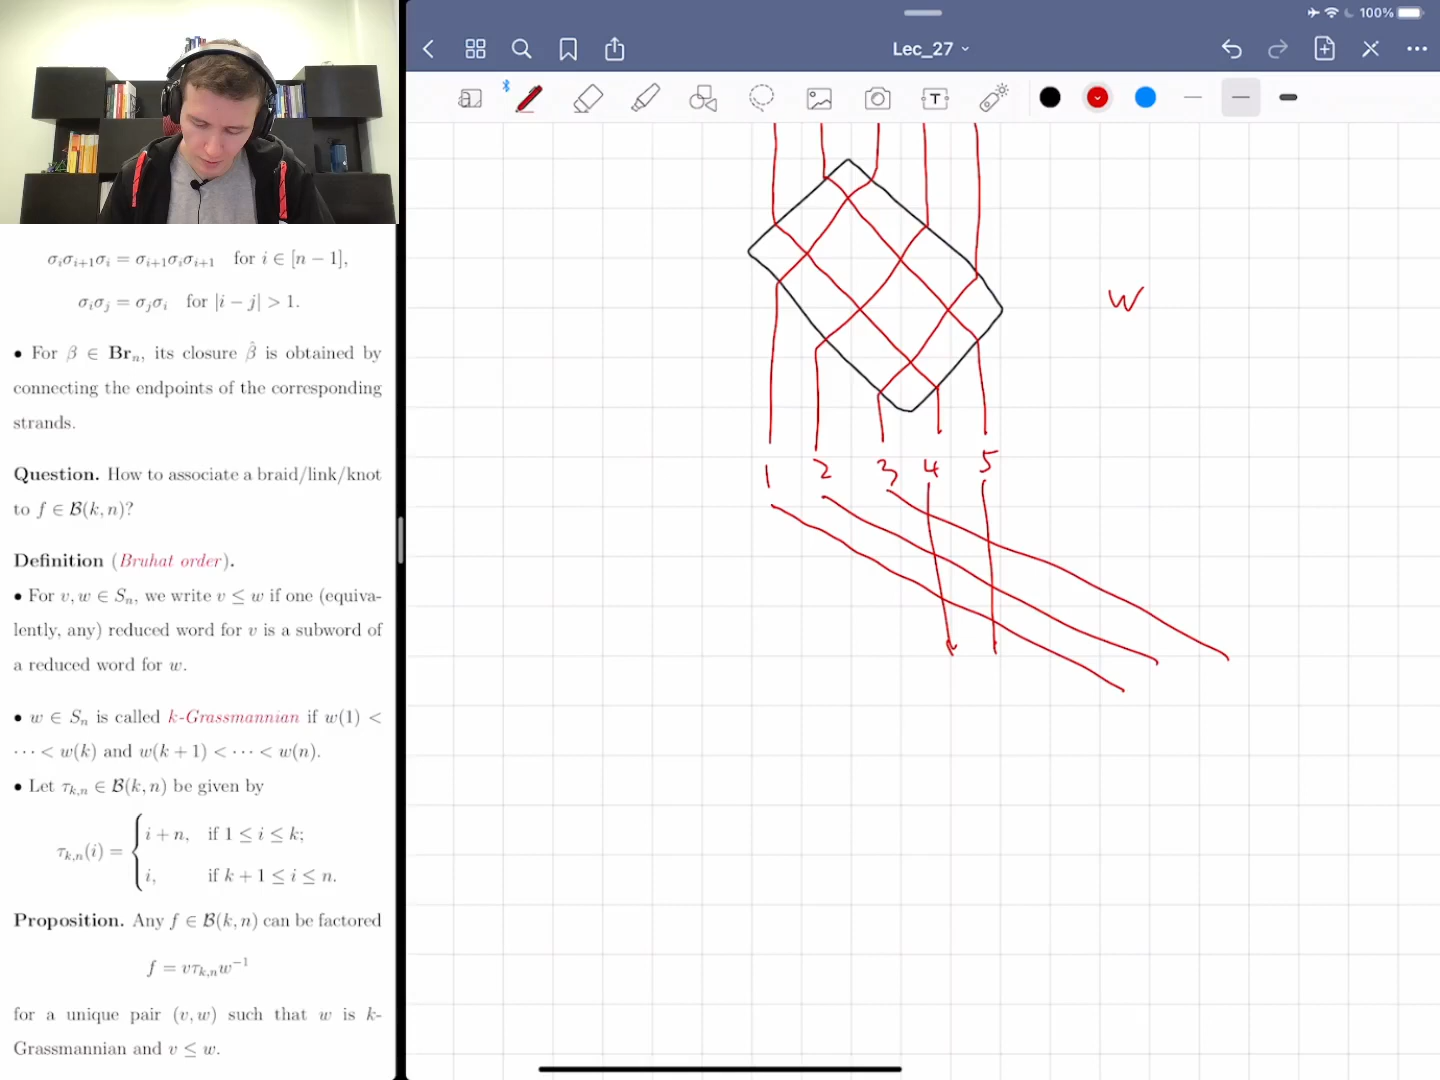 100%
Lec_27
T
σᵢσᵢ₊₁σᵢ = σᵢ₊₁σᵢσᵢ₊₁ for i ∈ [n − 1],
σᵢσⱼ = σⱼσᵢ for |i − j| > 1.
• For β ∈ Brₙ, its closure β̂ is obtained by
connecting the endpoints of the corresponding
strands.
Question. How to associate a braid/link/knot
to f ∈ ℬ(k, n)?
Definition (Bruhat order).
• For v, w ∈ Sₙ, we write v ≤ w if one (equiva-
lently, any) reduced word for v is a subword of
a reduced word for w.
• w ∈ Sₙ is called k-Grassmannian if w(1) <
⋯ < w(k) and w(k + 1) < ⋯ < w(n).
• Let τₖ,ₙ ∈ ℬ(k, n) be given by
τₖ,ₙ(i) = { i + n, if 1 ≤ i ≤ k;
i, if k + 1 ≤ i ≤ n.
Proposition. Any f ∈ ℬ(k, n) can be factored
f = vτₖ,ₙw⁻¹
for a unique pair (v, w) such that w is k-
Grassmannian and v ≤ w.
W
1 2 3 4 5